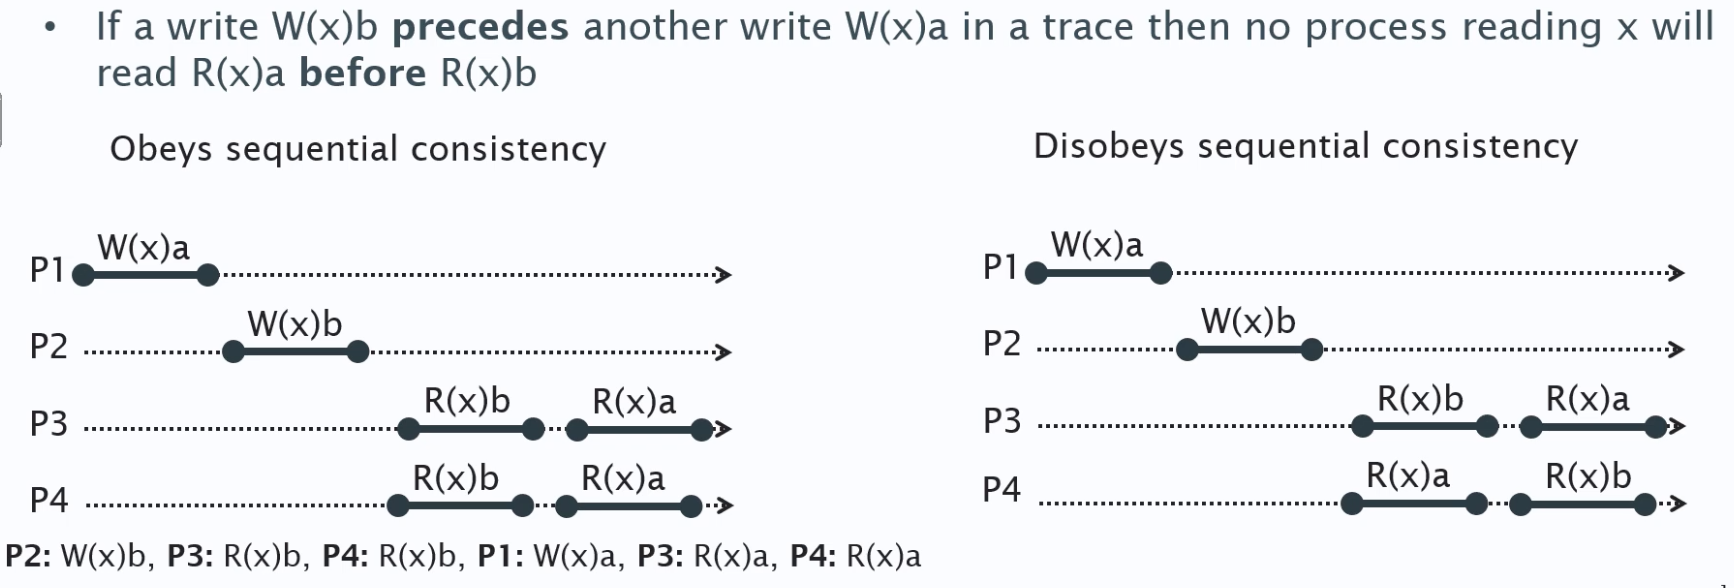 • If a write W(x)b precedes another write W(x)a in a trace then no process reading x will
read R(x)a before R(x)b
Obeys sequential consistency
P1 W(x)a
P2 W(x)b
P3 R(x)b R(x)a
P4 R(x)b R(x)a
P2: W(x)b, P3: R(x)b, P4: R(x)b, P1: W(x)a, P3: R(x)a, P4: R(x)a
Disobeys sequential consistency
P1 W(x)a
P2 W(x)b
P3 R(x)b R(x)a
P4 R(x)a R(x)b